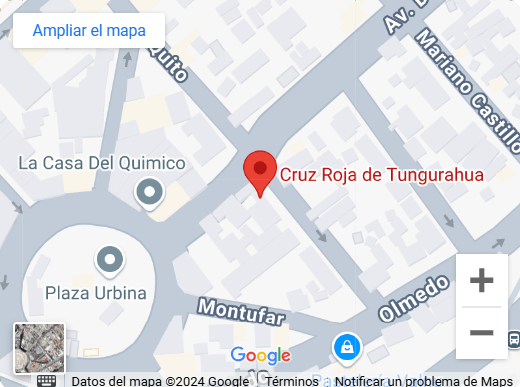 Ampliar el mapa
Av.
Quito
Mariano Castillo
La Casa Del Quimico
Cruz Roja de Tungurahua
Plaza Urbina
Olmedo
Montufar
Google
Datos del mapa ©2024 Google
Términos
Notificar un problema de Maps